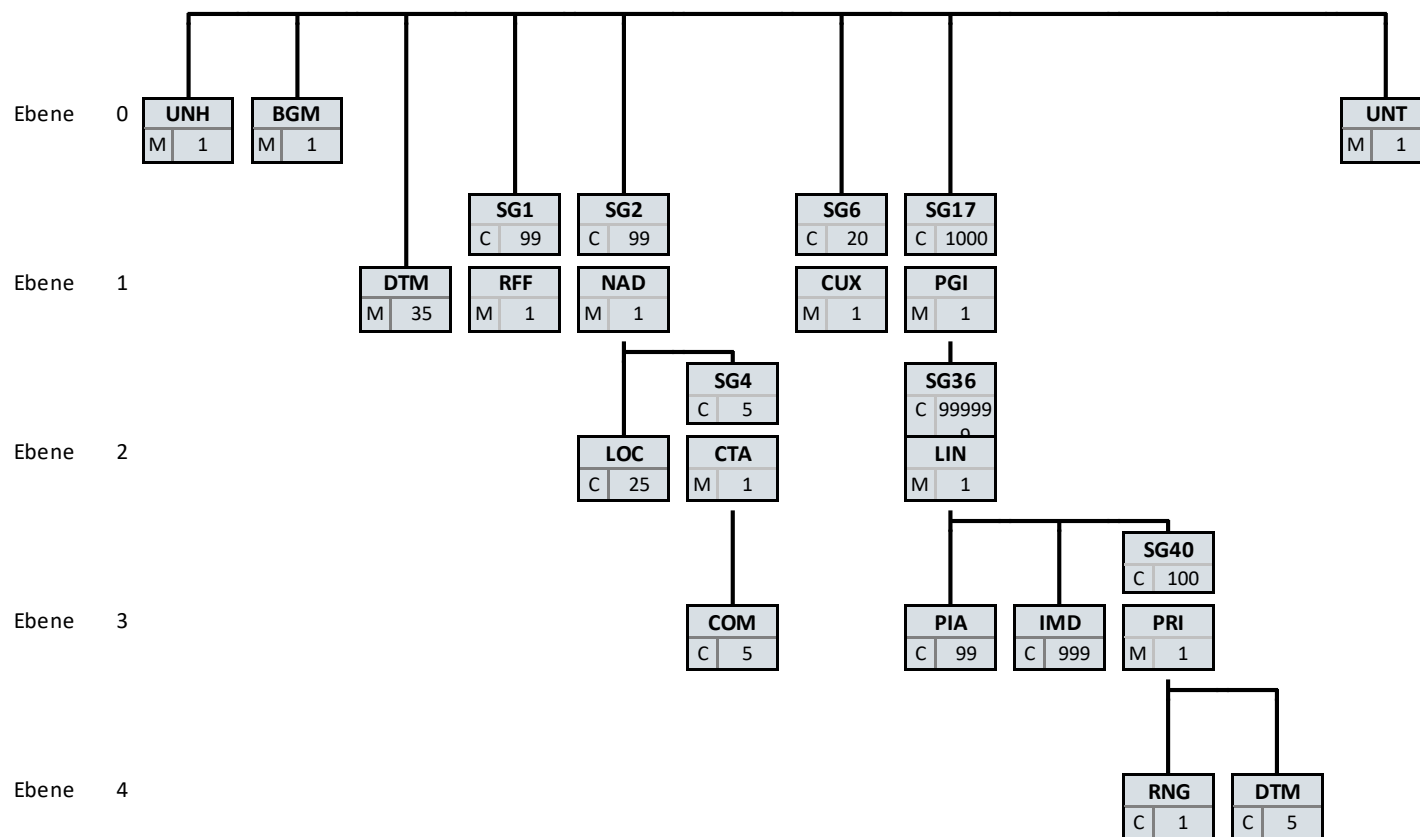 Ebene 0 UNH BGM UNT
M 1 M 1 M 1
SG1 SG2 SG6 SG17
C 99 C 99 C 20 C 1000
Ebene 1 DTM RFF NAD CUX PGI
M 35 M 1 M 1 M 1 M 1
SG4 SG36
C 5 C 99999
Ebene 2 LOC CTA LIN
C 25 M 1 M 1
SG40
C 100
Ebene 3 COM PIA IMD PRI
C 5 C 99 C 999 M 1
Ebene 4 RNG DTM
C 1 C 5